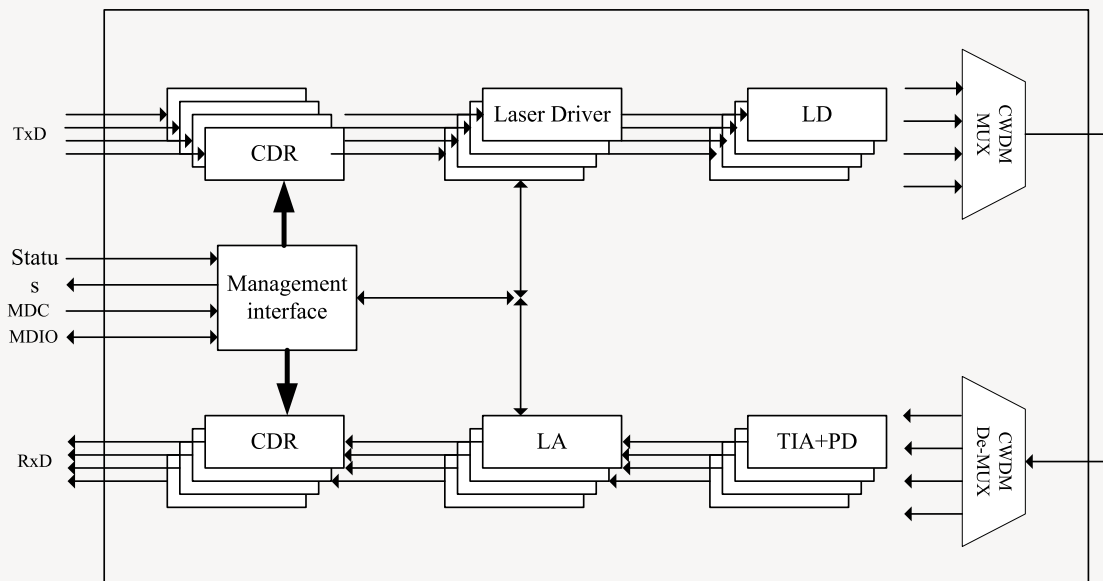 TxD
CDR
Laser Driver
LD
CWDM
MUX
Statu
s
MDC
MDIO
Management
interface
RxD
CDR
LA
TIA+PD
CWDM
De-MUX